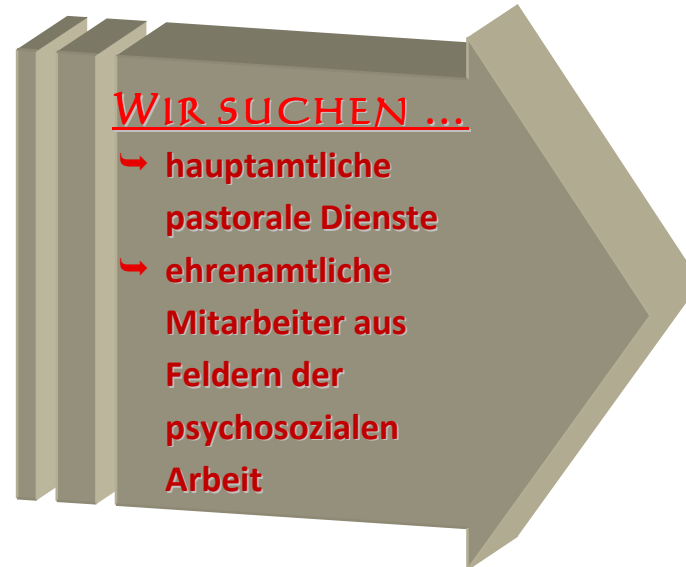 WIR SUCHEN ...
➥ hauptamtliche
pastorale Dienste
➥ ehrenamtliche
Mitarbeiter aus
Feldern der
psychosozialen
Arbeit